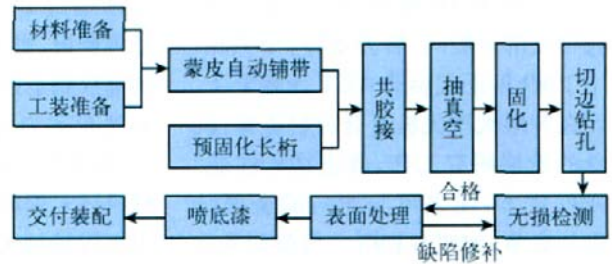 材料准备
工装准备
蒙皮自动铺带
预固化长桁
共胶接
抽真空
固化
切边钻孔
合格
交付装配
喷底漆
表面处理
无损检测
缺陷修补